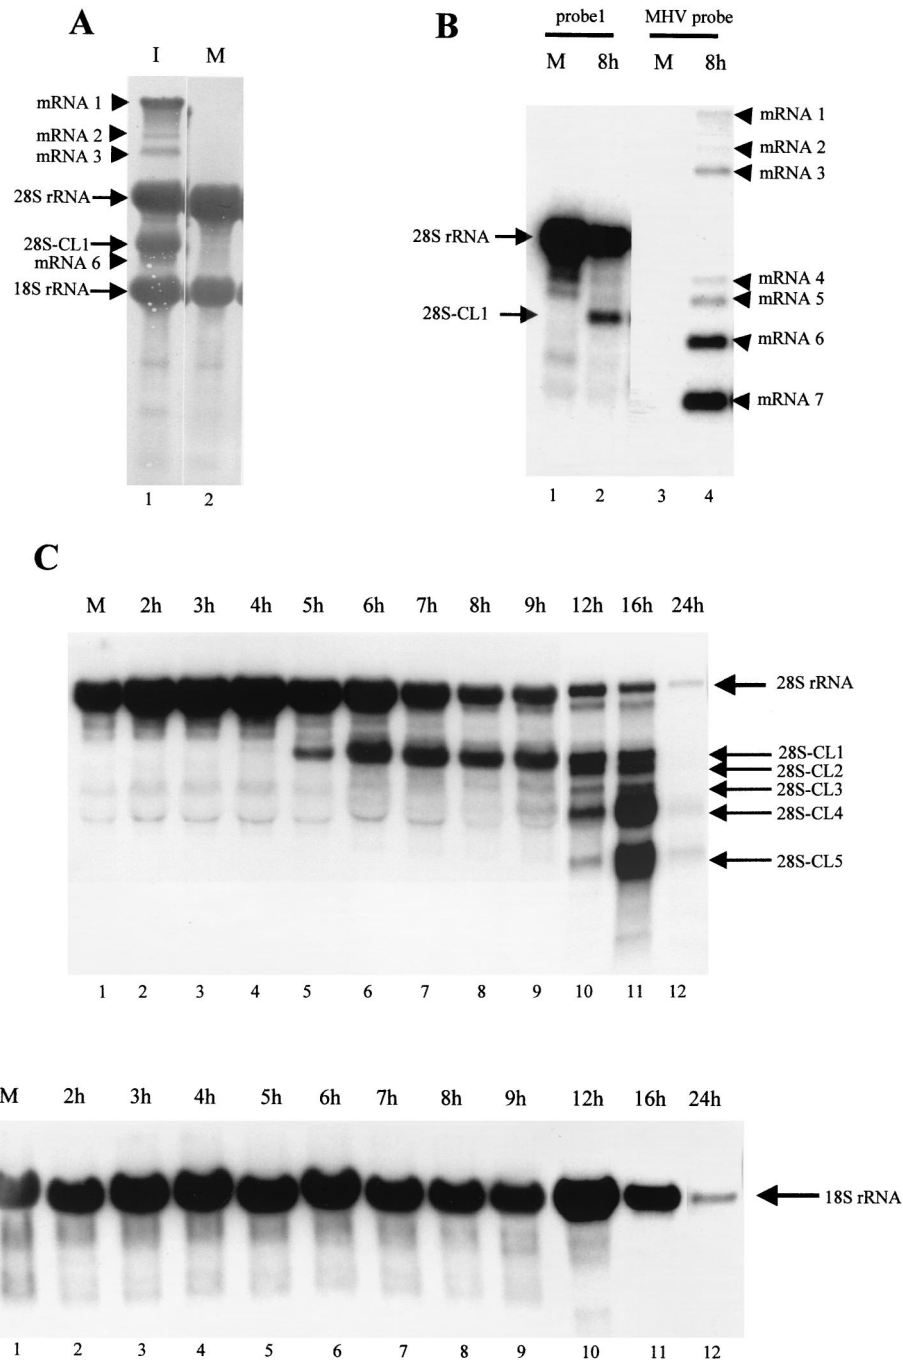 A
I M
mRNA 1
mRNA 2
mRNA 3
28S rRNA
28S-CL1
mRNA 6
18S rRNA
1 2
B
probe1 MHV probe
M 8h M 8h
28S rRNA
28S-CL1
mRNA 1
mRNA 2
mRNA 3
mRNA 4
mRNA 5
mRNA 6
mRNA 7
1 2 3 4
C
M 2h 3h 4h 5h 6h 7h 8h 9h 12h 16h 24h
28S rRNA
28S-CL1
28S-CL2
28S-CL3
28S-CL4
28S-CL5
1 2 3 4 5 6 7 8 9 10 11 12
M 2h 3h 4h 5h 6h 7h 8h 9h 12h 16h 24h
18S rRNA
1 2 3 4 5 6 7 8 9 10 11 12